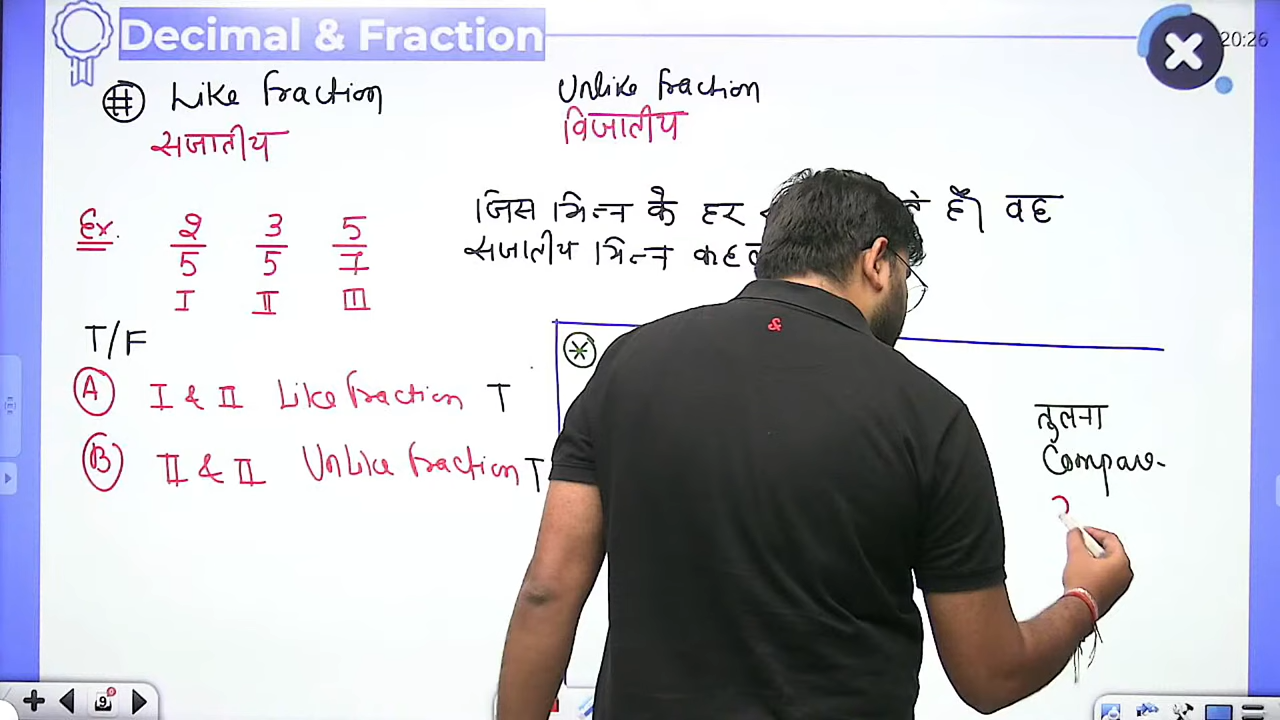 Decimal & Fraction
20:26
# Like fraction
Unlike fraction
सजातीय
विजातीय
Ex. 2/5 3/5 5/7
I II III
जिस भिन्न के हर हैं। वह
सजातीय भिन्न
T/F
A I & II Like fraction T
B II & II UnLike fraction T
तुलना
Compare
9